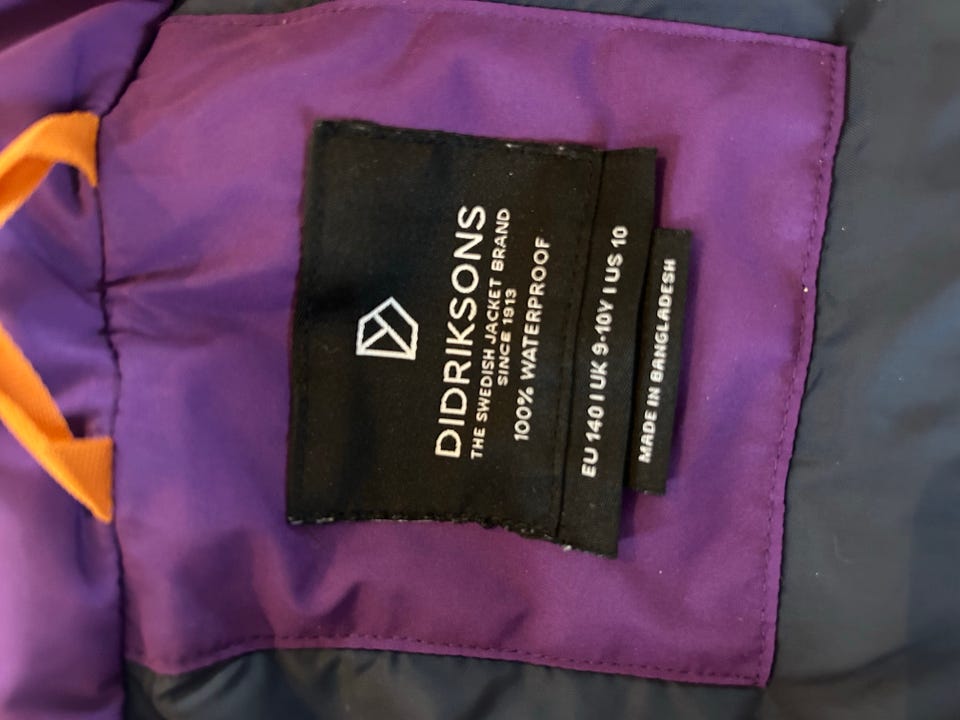 DIDRIKSONS
THE SWEDISH JACKET BRAND
SINCE 1913
100% WATERPROOF
EU 140 I UK 9-10Y I US 10
MADE IN BANGLADESH